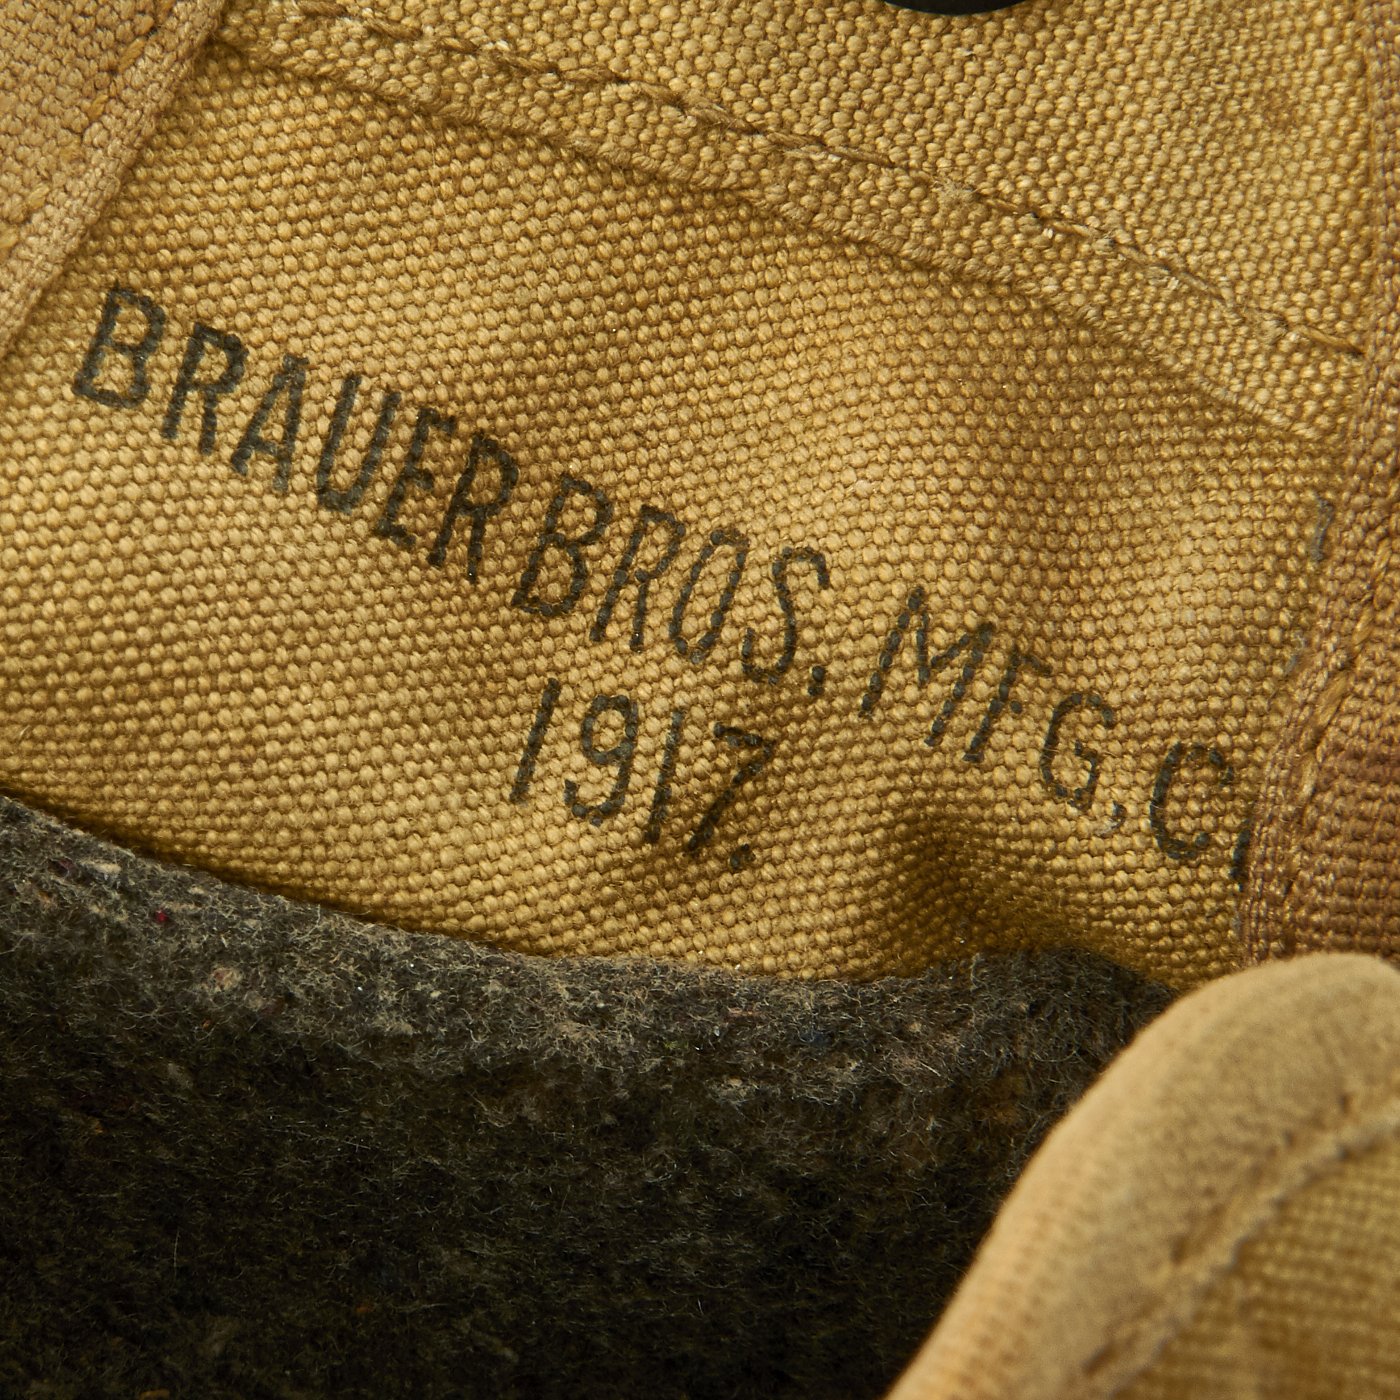 BRAUER BROS. MFG. C
1917.